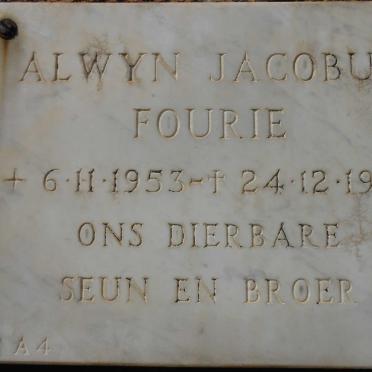 ALWYN JACOBU
FOURIE
+ 6·11·1953-† 24·12·19
ONS DIERBARE
SEUN EN BROER
A4